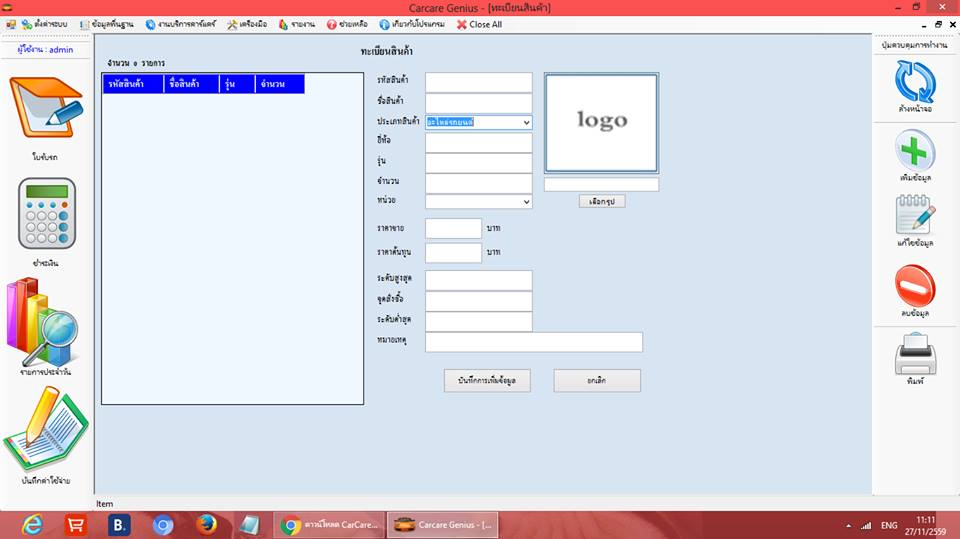 Carcare Genius - [ทะเบียนสินค้า]
ตั้งค่าระบบ ข้อมูลพื้นฐาน งานบริการคาร์แคร์ เครื่องมือ รายงาน ช่วยเหลือ เกี่ยวกับโปรแกรม Close All
ผู้ใช้งาน : admin
ใบรับรถ
ชำระเงิน
รายการประจำวัน
บันทึกค่าใช้จ่าย
ทะเบียนสินค้า
จำนวน 0 รายการ
รหัสสินค้า ชื่อสินค้า รุ่น จำนวน
รหัสสินค้า
ชื่อสินค้า
ประเภทสินค้า อะไหล่รถยนต์
ยี่ห้อ
รุ่น
จำนวน
หน่วย
logo
เลือกรูป
ราคาขาย บาท
ราคาต้นทุน บาท
ระดับสูงสุด
จุดสั่งซื้อ
ระดับต่ำสุด
หมายเหตุ
บันทึกการเพิ่มข้อมูล ยกเลิก
ปุ่มควบคุมการทำงาน
ล้างหน้าจอ
เพิ่มข้อมูล
แก้ไขข้อมูล
ลบข้อมูล
พิมพ์
Item
B.
ดาวน์โหลด CarCare...
Carcare Genius - [...
ENG
11:11
27/11/2559